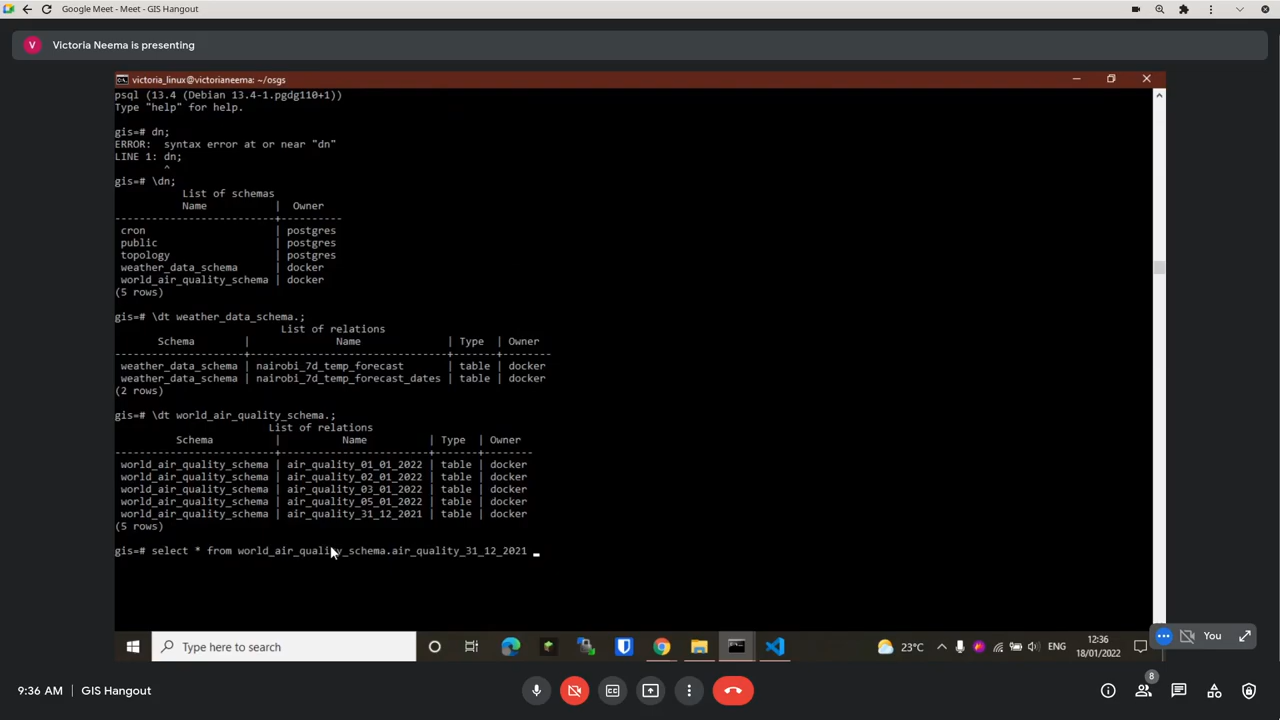 Google Meet - Meet - GIS Hangout
V Victoria Neema is presenting
victoria_linux@victorianeema: ~/osgs
psql (13.4 (Debian 13.4-1.pgdg110+1))
Type "help" for help.
gis=# dn;
ERROR:  syntax error at or near "dn"
LINE 1: dn;
^
gis=# \dn;
List of schemas
Name | Owner
-------------------------+----------
cron | postgres
public | postgres
topology | postgres
weather_data_schema | docker
world_air_quality_schema | docker
(5 rows)
gis=# \dt weather_data_schema.;
List of relations
Schema | Name | Type | Owner
---------------------+--------------------------------+-------+--------
weather_data_schema | nairobi_7d_temp_forecast | table | docker
weather_data_schema | nairobi_7d_temp_forecast_dates | table | docker
(2 rows)
gis=# \dt world_air_quality_schema.;
List of relations
Schema | Name | Type | Owner
--------------------------+------------------------+-------+--------
world_air_quality_schema | air_quality_01_01_2022 | table | docker
world_air_quality_schema | air_quality_02_01_2022 | table | docker
world_air_quality_schema | air_quality_03_01_2022 | table | docker
world_air_quality_schema | air_quality_05_01_2022 | table | docker
world_air_quality_schema | air_quality_31_12_2021 | table | docker
(5 rows)
gis=# select * from world_air_quality_schema.air_quality_31_12_2021 _
Type here to search
23°C
ENG
12:36
18/01/2022
You
9:36 AM GIS Hangout
8